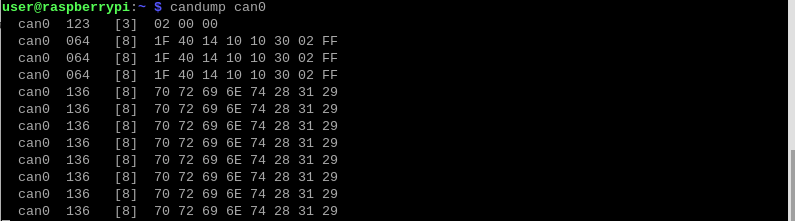 user@raspberrypi:~ $ candump can0
can0 123 [3] 02 00 00
can0 064 [8] 1F 40 14 10 10 30 02 FF
can0 064 [8] 1F 40 14 10 10 30 02 FF
can0 064 [8] 1F 40 14 10 10 30 02 FF
can0 136 [8] 70 72 69 6E 74 28 31 29
can0 136 [8] 70 72 69 6E 74 28 31 29
can0 136 [8] 70 72 69 6E 74 28 31 29
can0 136 [8] 70 72 69 6E 74 28 31 29
can0 136 [8] 70 72 69 6E 74 28 31 29
can0 136 [8] 70 72 69 6E 74 28 31 29
can0 136 [8] 70 72 69 6E 74 28 31 29
can0 136 [8] 70 72 69 6E 74 28 31 29